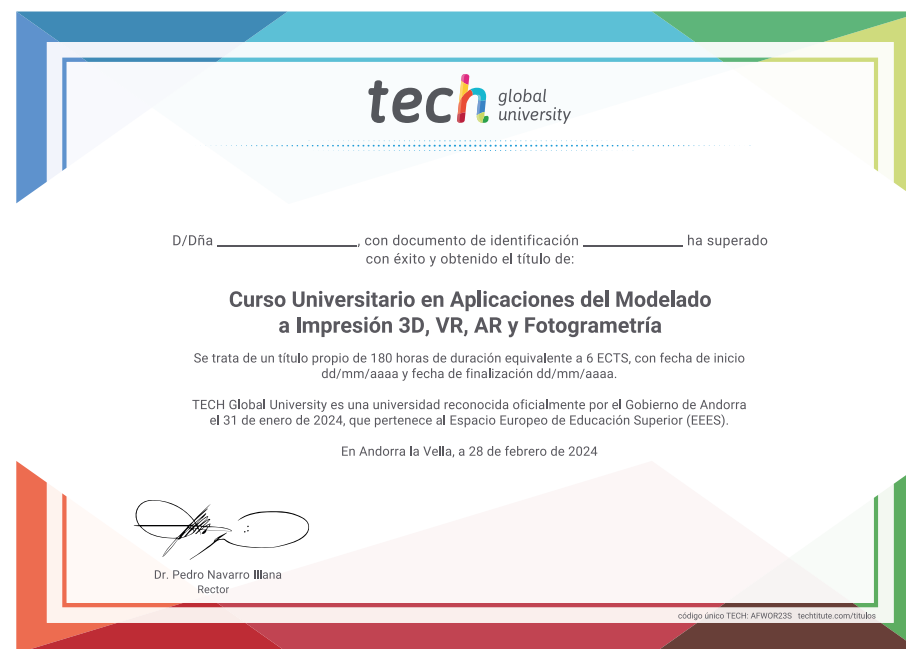 tech global university
D/Dña ____________________, con documento de identificación ______________ ha superado
con éxito y obtenido el título de:
Curso Universitario en Aplicaciones del Modelado
a Impresión 3D, VR, AR y Fotogrametría
Se trata de un título propio de 180 horas de duración equivalente a 6 ECTS, con fecha de inicio
dd/mm/aaaa y fecha de finalización dd/mm/aaaa.
TECH Global University es una universidad reconocida oficialmente por el Gobierno de Andorra
el 31 de enero de 2024, que pertenece al Espacio Europeo de Educación Superior (EEES).
En Andorra la Vella, a 28 de febrero de 2024
Dr. Pedro Navarro Illana
Rector
código único TECH: AFWOR23S techtitute.com/titulos